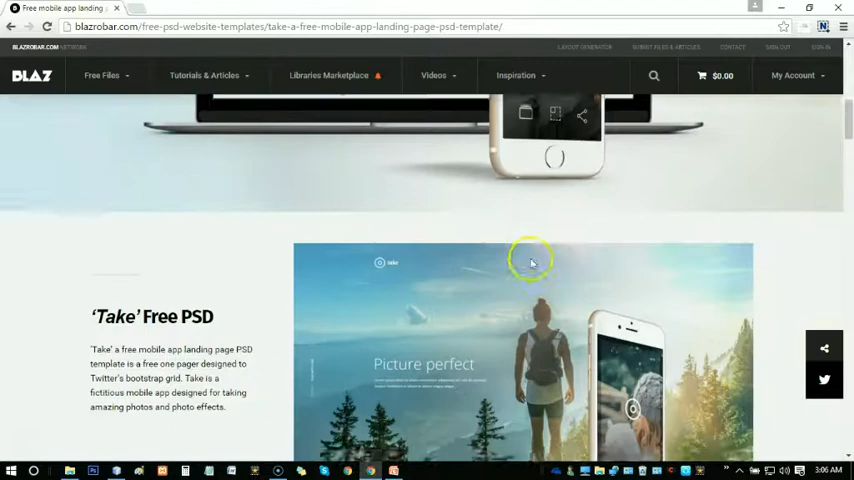 Free mobile app landing
blazrobar.com/free-psd-website-templates/take-a-free-mobile-app-landing-page-psd-template/
BLAZROBAR.COM NETWORK
LAYOUT GENERATOR
SUBMIT FILES & ARTICLES
CONTACT
SIGN OUT
SIGN IN
BLAZ
Free Files
Tutorials & Articles
Libraries Marketplace
Videos
Inspiration
$0.00
My Account
take
Picture perfect
'Take' Free PSD
'Take' a free mobile app landing page PSD
template is a free one pager designed to
Twitter's bootstrap grid. Take is a
fictitious mobile app designed for taking
amazing photos and photo effects.
3:06 AM